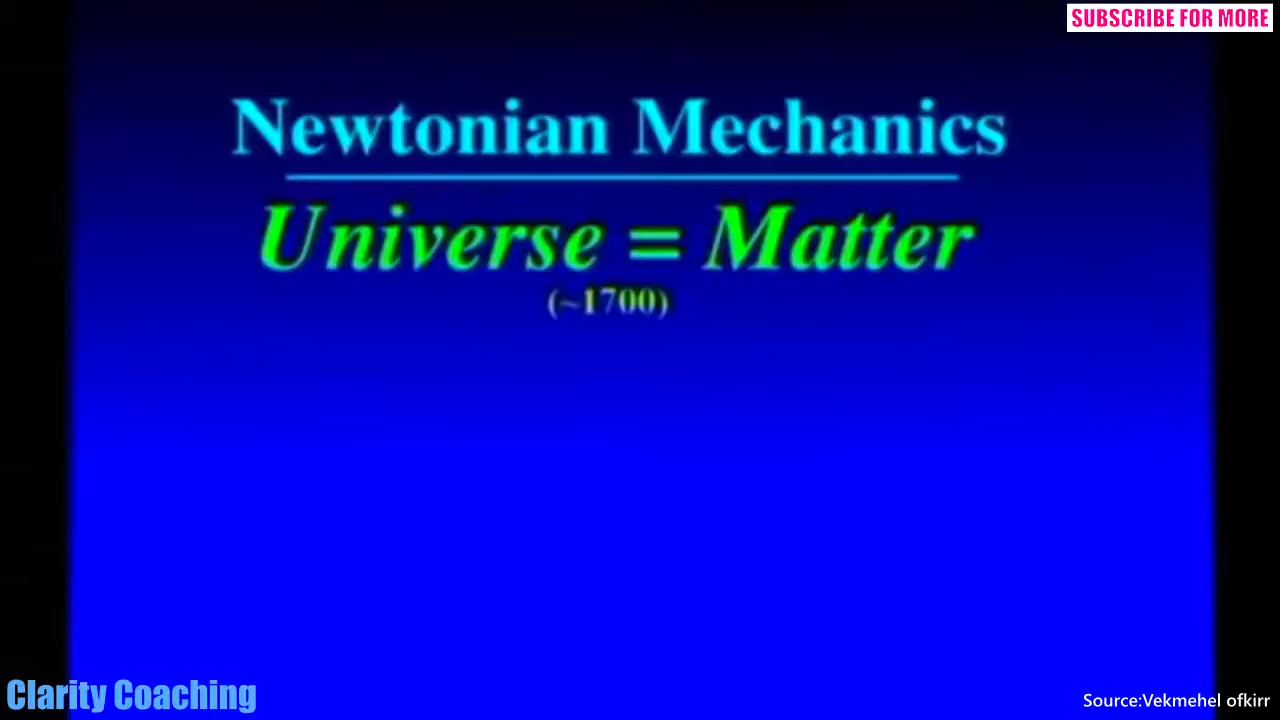 SUBSCRIBE FOR MORE
Newtonian Mechanics
Universe = Matter
(~1700)
Clarity Coaching
Source:Vekmehel ofkirr